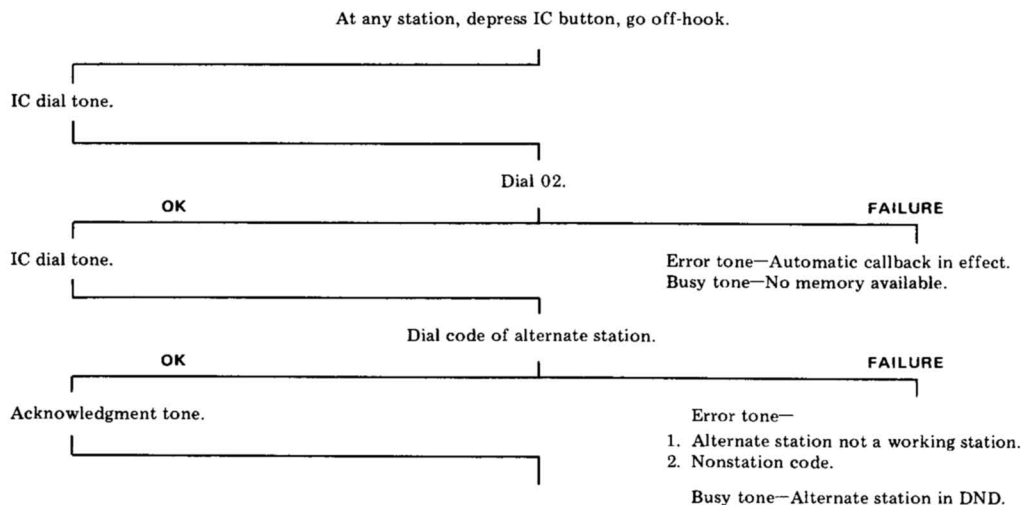 At any station, depress IC button, go off-hook.
IC dial tone.
Dial 02.
OK
FAILURE
IC dial tone.
Error tone—Automatic callback in effect.
Busy tone—No memory available.
Dial code of alternate station.
OK
FAILURE
Acknowledgment tone.
Error tone—
1. Alternate station not a working station.
2. Nonstation code.
Busy tone—Alternate station in DND.